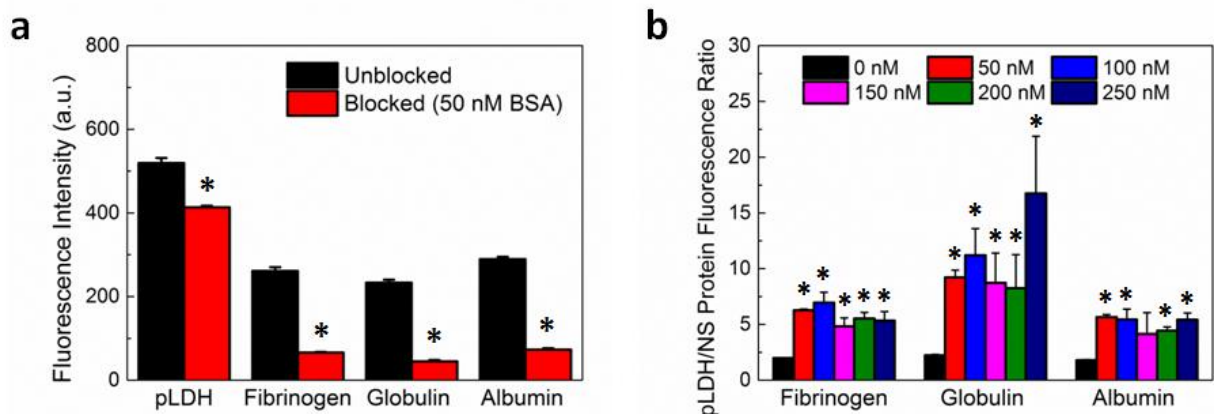 a
800
600
400
200
0
Fluorescence Intensity (a.u.)
Unblocked
Blocked (50 nM BSA)
*
*
*
*
pLDH Fibrinogen Globulin Albumin
b
30
25
20
15
10
5
0
pLDH/NS Protein Fluorescence Ratio
0 nM 50 nM 100 nM
150 nM 200 nM 250 nM
* * * * *
* * * * *
* * * *
Fibrinogen Globulin Albumin